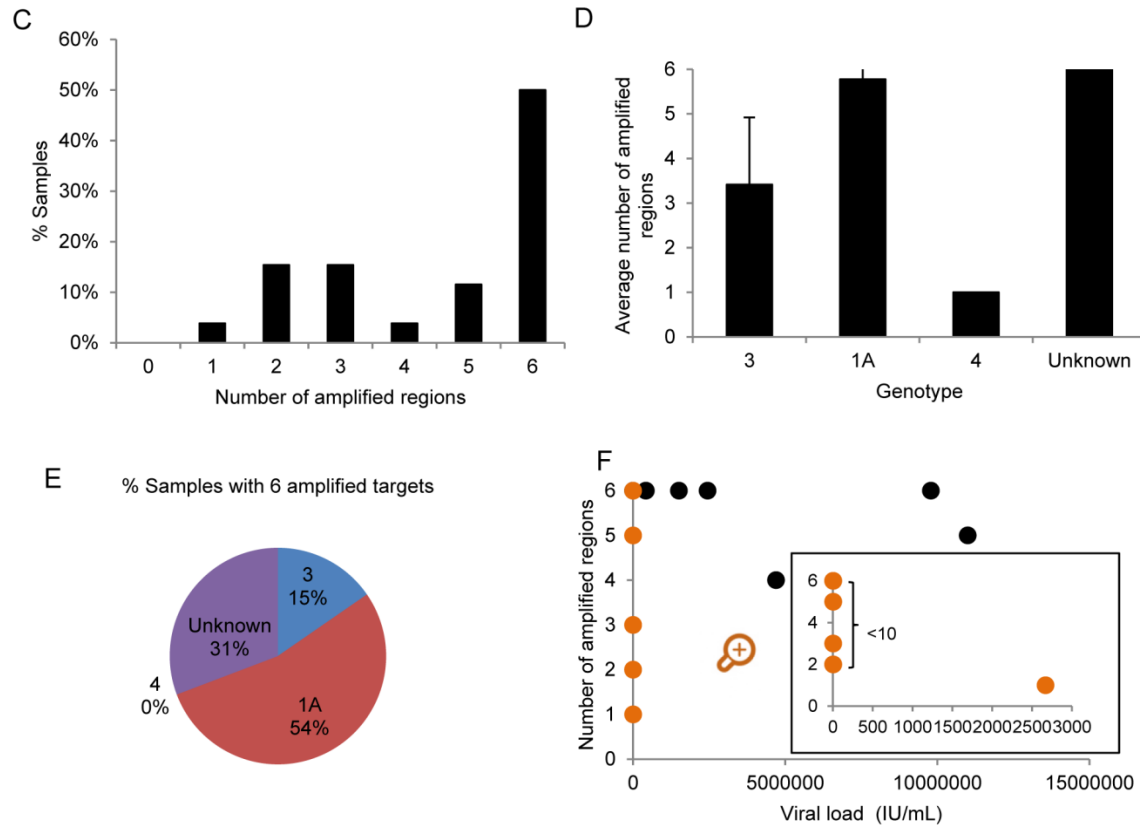 C
60%
50%
40%
30%
20%
10%
0%
% Samples
0 1 2 3 4 5 6
Number of amplified regions
D
6
5
4
3
2
1
0
Average number of amplified
regions
3 1A 4 Unknown
Genotype
E
% Samples with 6 amplified targets
3
15%
Unknown
31%
4
0%
1A
54%
F
6
5
4
3
2
1
0
Number of amplified regions
0 5000000 10000000 15000000
Viral load (IU/mL)
6
4
2
0
<10
0 500 1000 1500 2000 2500 3000